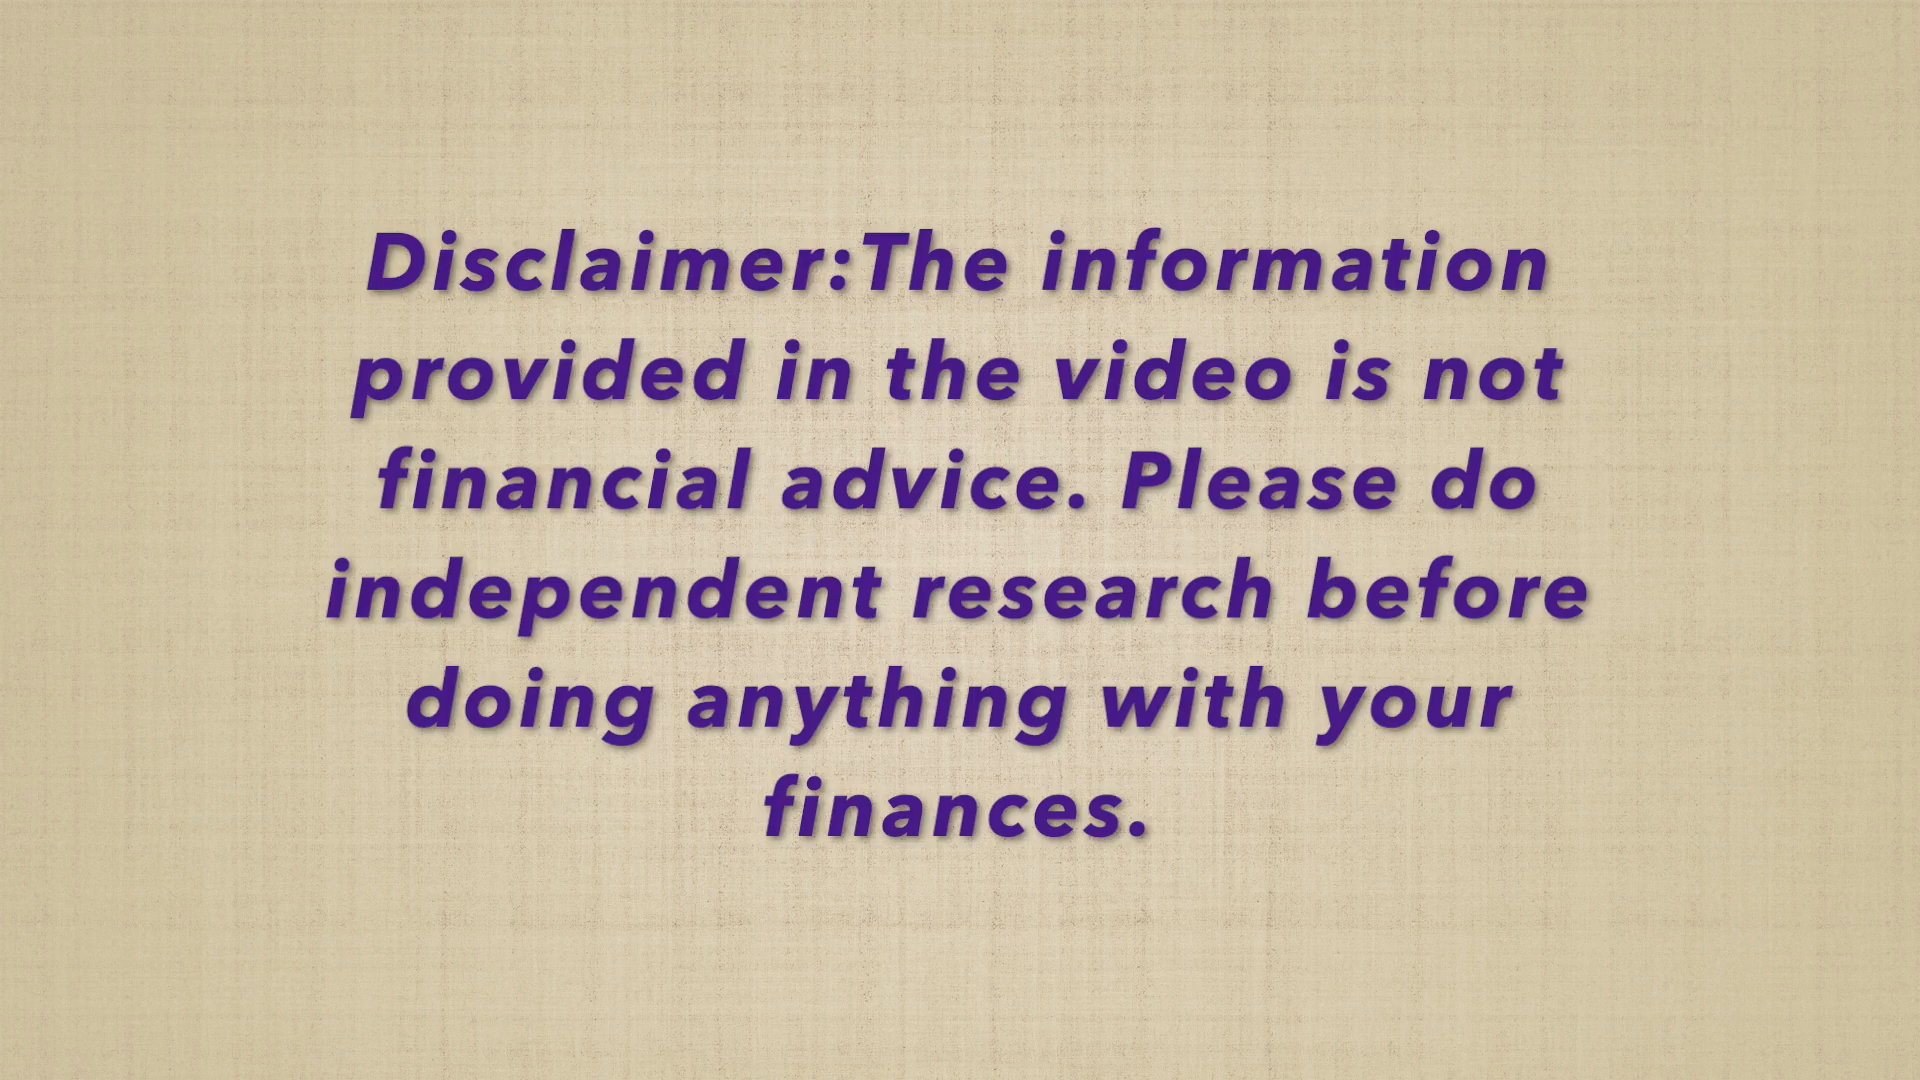 Disclaimer:The information
provided in the video is not
financial advice. Please do
independent research before
doing anything with your
finances.